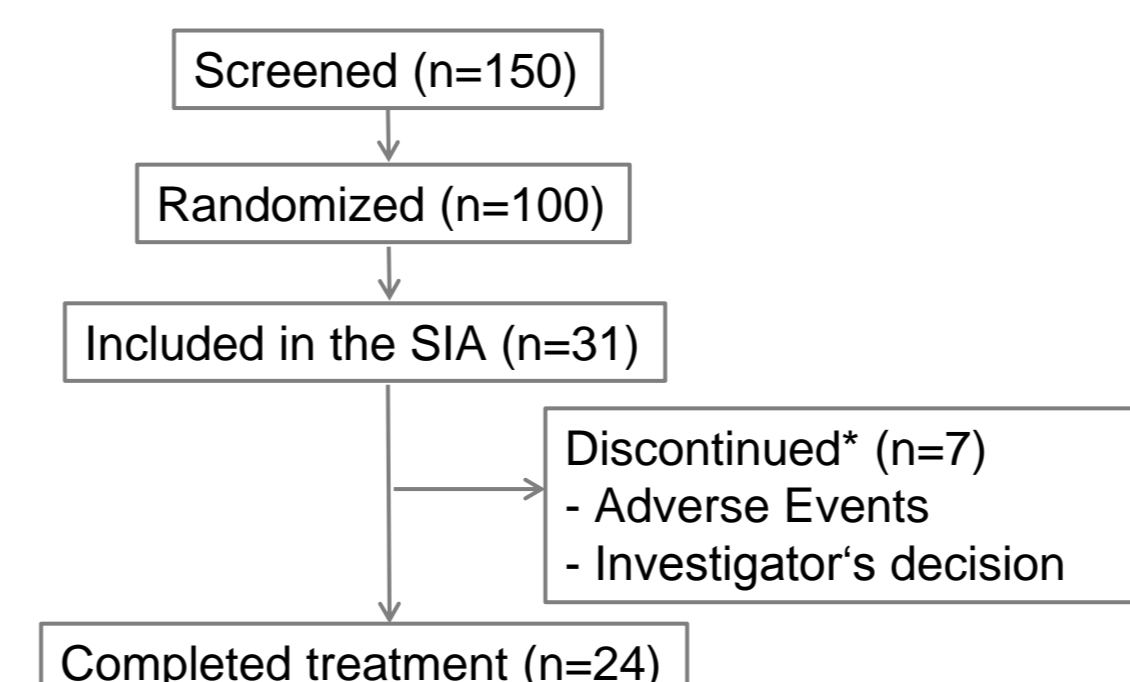 Screened (n=150)
Randomized (n=100)
Included in the SIA (n=31)
Discontinued* (n=7)
- Adverse Events
- Investigator‘s decision
Completed treatment (n=24)